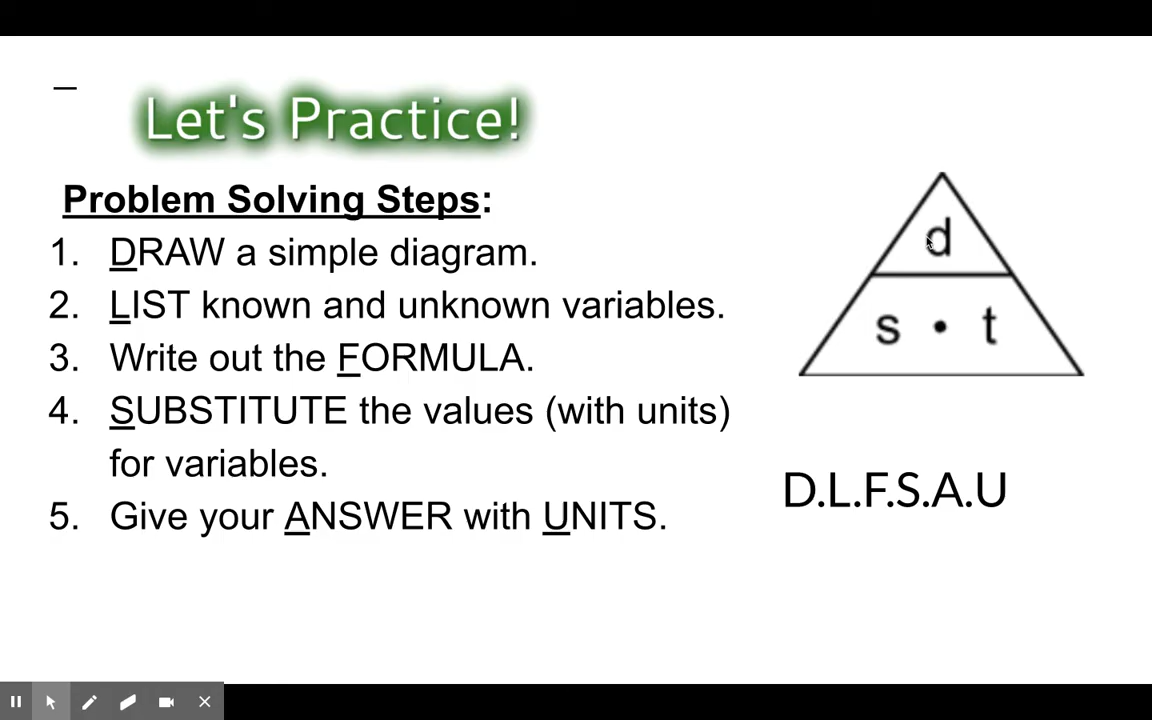 Let's Practice!
Problem Solving Steps:
1. DRAW a simple diagram.
2. LIST known and unknown variables.
3. Write out the FORMULA.
4. SUBSTITUTE the values (with units)
for variables.
5. Give your ANSWER with UNITS.
d
s • t
D.L.F.S.A.U